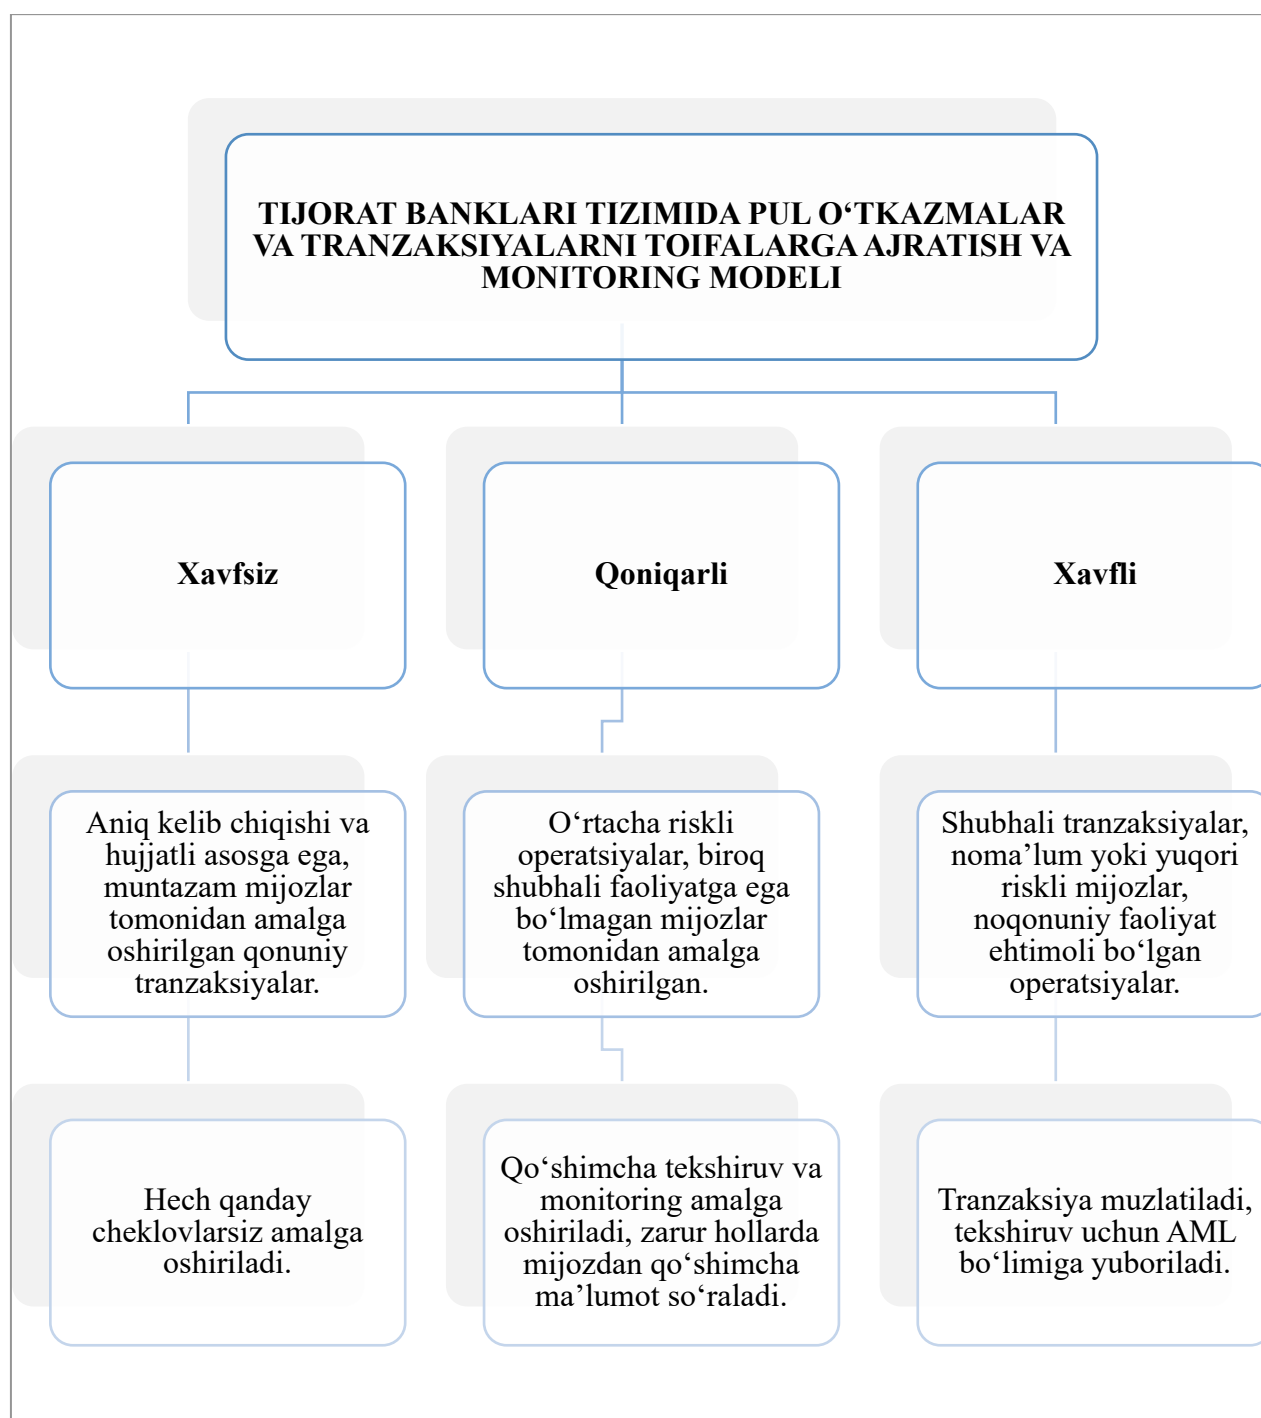 TIJORAT BANKLARI TIZIMIDA PUL O‘TKAZMALAR
VA TRANZAKSIYALARNI TOIFALARGA AJRATISH VA
MONITORING MODELI
Xavfsiz
Qoniqarli
Xavfli
Aniq kelib chiqishi va
hujjatli asosga ega,
muntazam mijozlar
tomonidan amalga
oshirilgan qonuniy
tranzaksiyalar.
O‘rtacha riskli
operatsiyalar, biroq
shubhali faoliyatga ega
bo‘lmagan mijozlar
tomonidan amalga
oshirilgan.
Shubhali tranzaksiyalar,
noma’lum yoki yuqori
riskli mijozlar,
noqonuniy faoliyat
ehtimoli bo‘lgan
operatsiyalar.
Hech qanday
cheklovlarsiz amalga
oshiriladi.
Qo‘shimcha tekshiruv va
monitoring amalga
oshiriladi, zarur hollarda
mijozdan qo‘shimcha
ma’lumot so‘raladi.
Tranzaksiya muzlatiladi,
tekshiruv uchun AML
bo‘limiga yuboriladi.